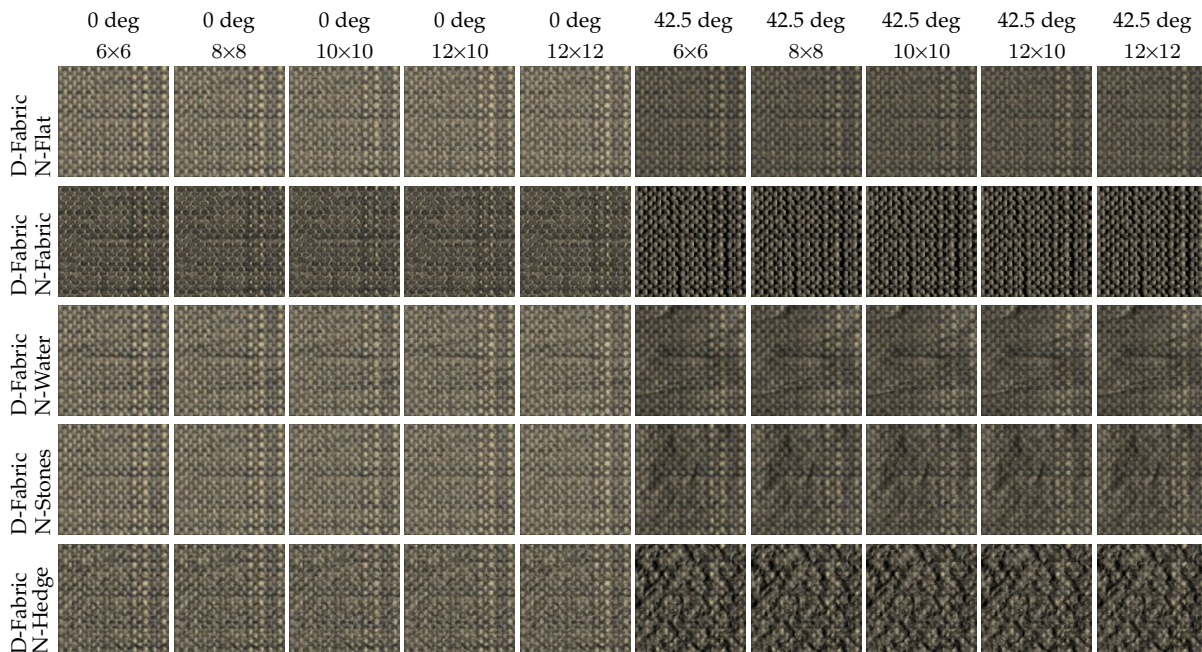 0 deg 0 deg 0 deg 0 deg 0 deg 42.5 deg 42.5 deg 42.5 deg 42.5 deg 42.5 deg
6×6 8×8 10×10 12×10 12×12 6×6 8×8 10×10 12×10 12×12
D-Fabric
N-Flat
D-Fabric
N-Fabric
D-Fabric
N-Water
D-Fabric
N-Stones
D-Fabric
N-Hedge